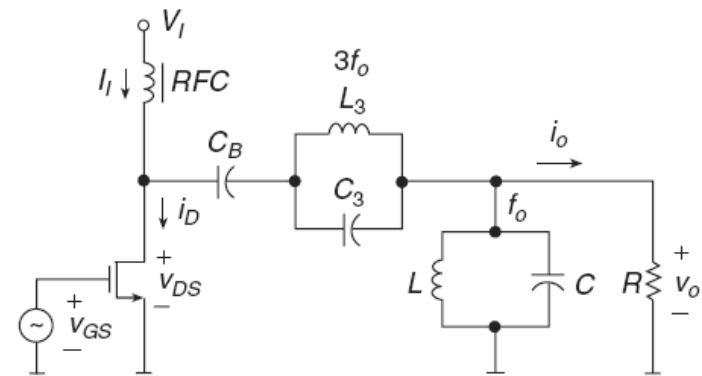 V_I
I_I
RFC
3f_o
L_3
C_B
C_3
i_o
i_D
f_o
+
v_DS
−
~
+
v_GS
−
L
C
R
+
v_o
−